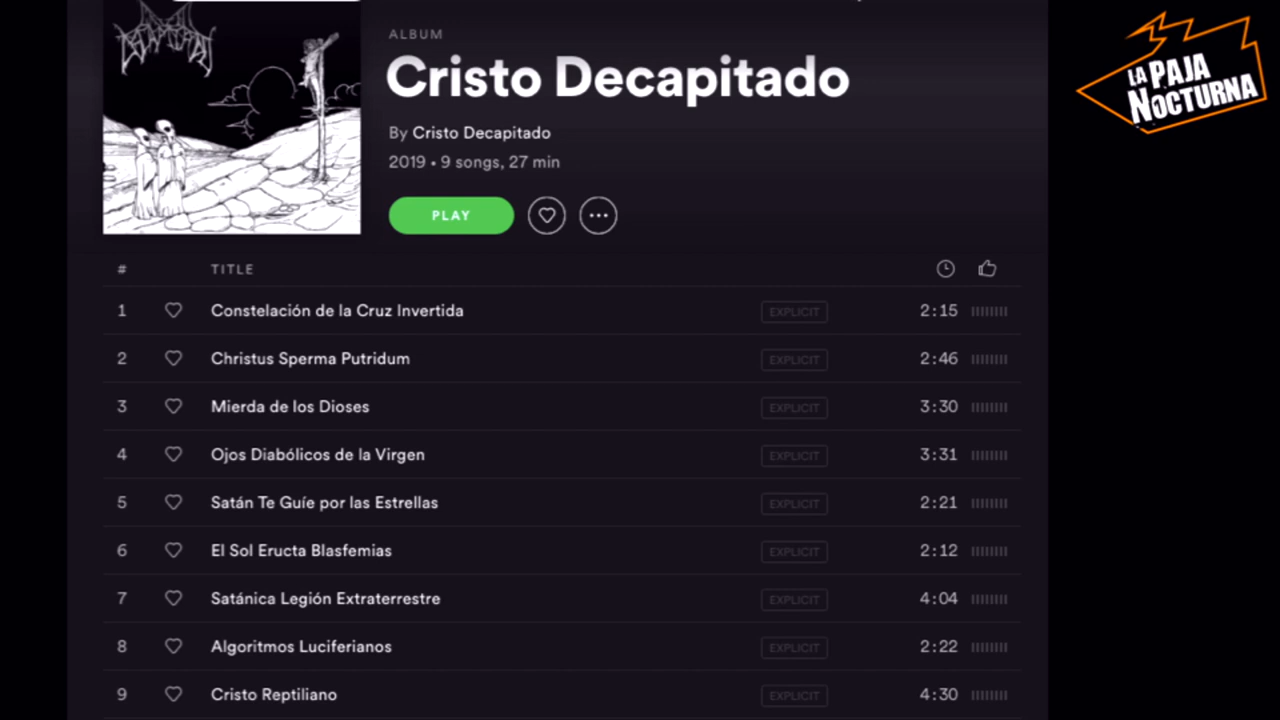 ALBUM
Cristo Decapitado
By Cristo Decapitado
2019 • 9 songs, 27 min
PLAY
LA PAJA
NOCTURNA
# TITLE
1 Constelación de la Cruz Invertida EXPLICIT 2:15
2 Christus Sperma Putridum EXPLICIT 2:46
3 Mierda de los Dioses EXPLICIT 3:30
4 Ojos Diabólicos de la Virgen EXPLICIT 3:31
5 Satán Te Guíe por las Estrellas EXPLICIT 2:21
6 El Sol Eructa Blasfemias EXPLICIT 2:12
7 Satánica Legión Extraterrestre EXPLICIT 4:04
8 Algoritmos Luciferianos EXPLICIT 2:22
9 Cristo Reptiliano EXPLICIT 4:30